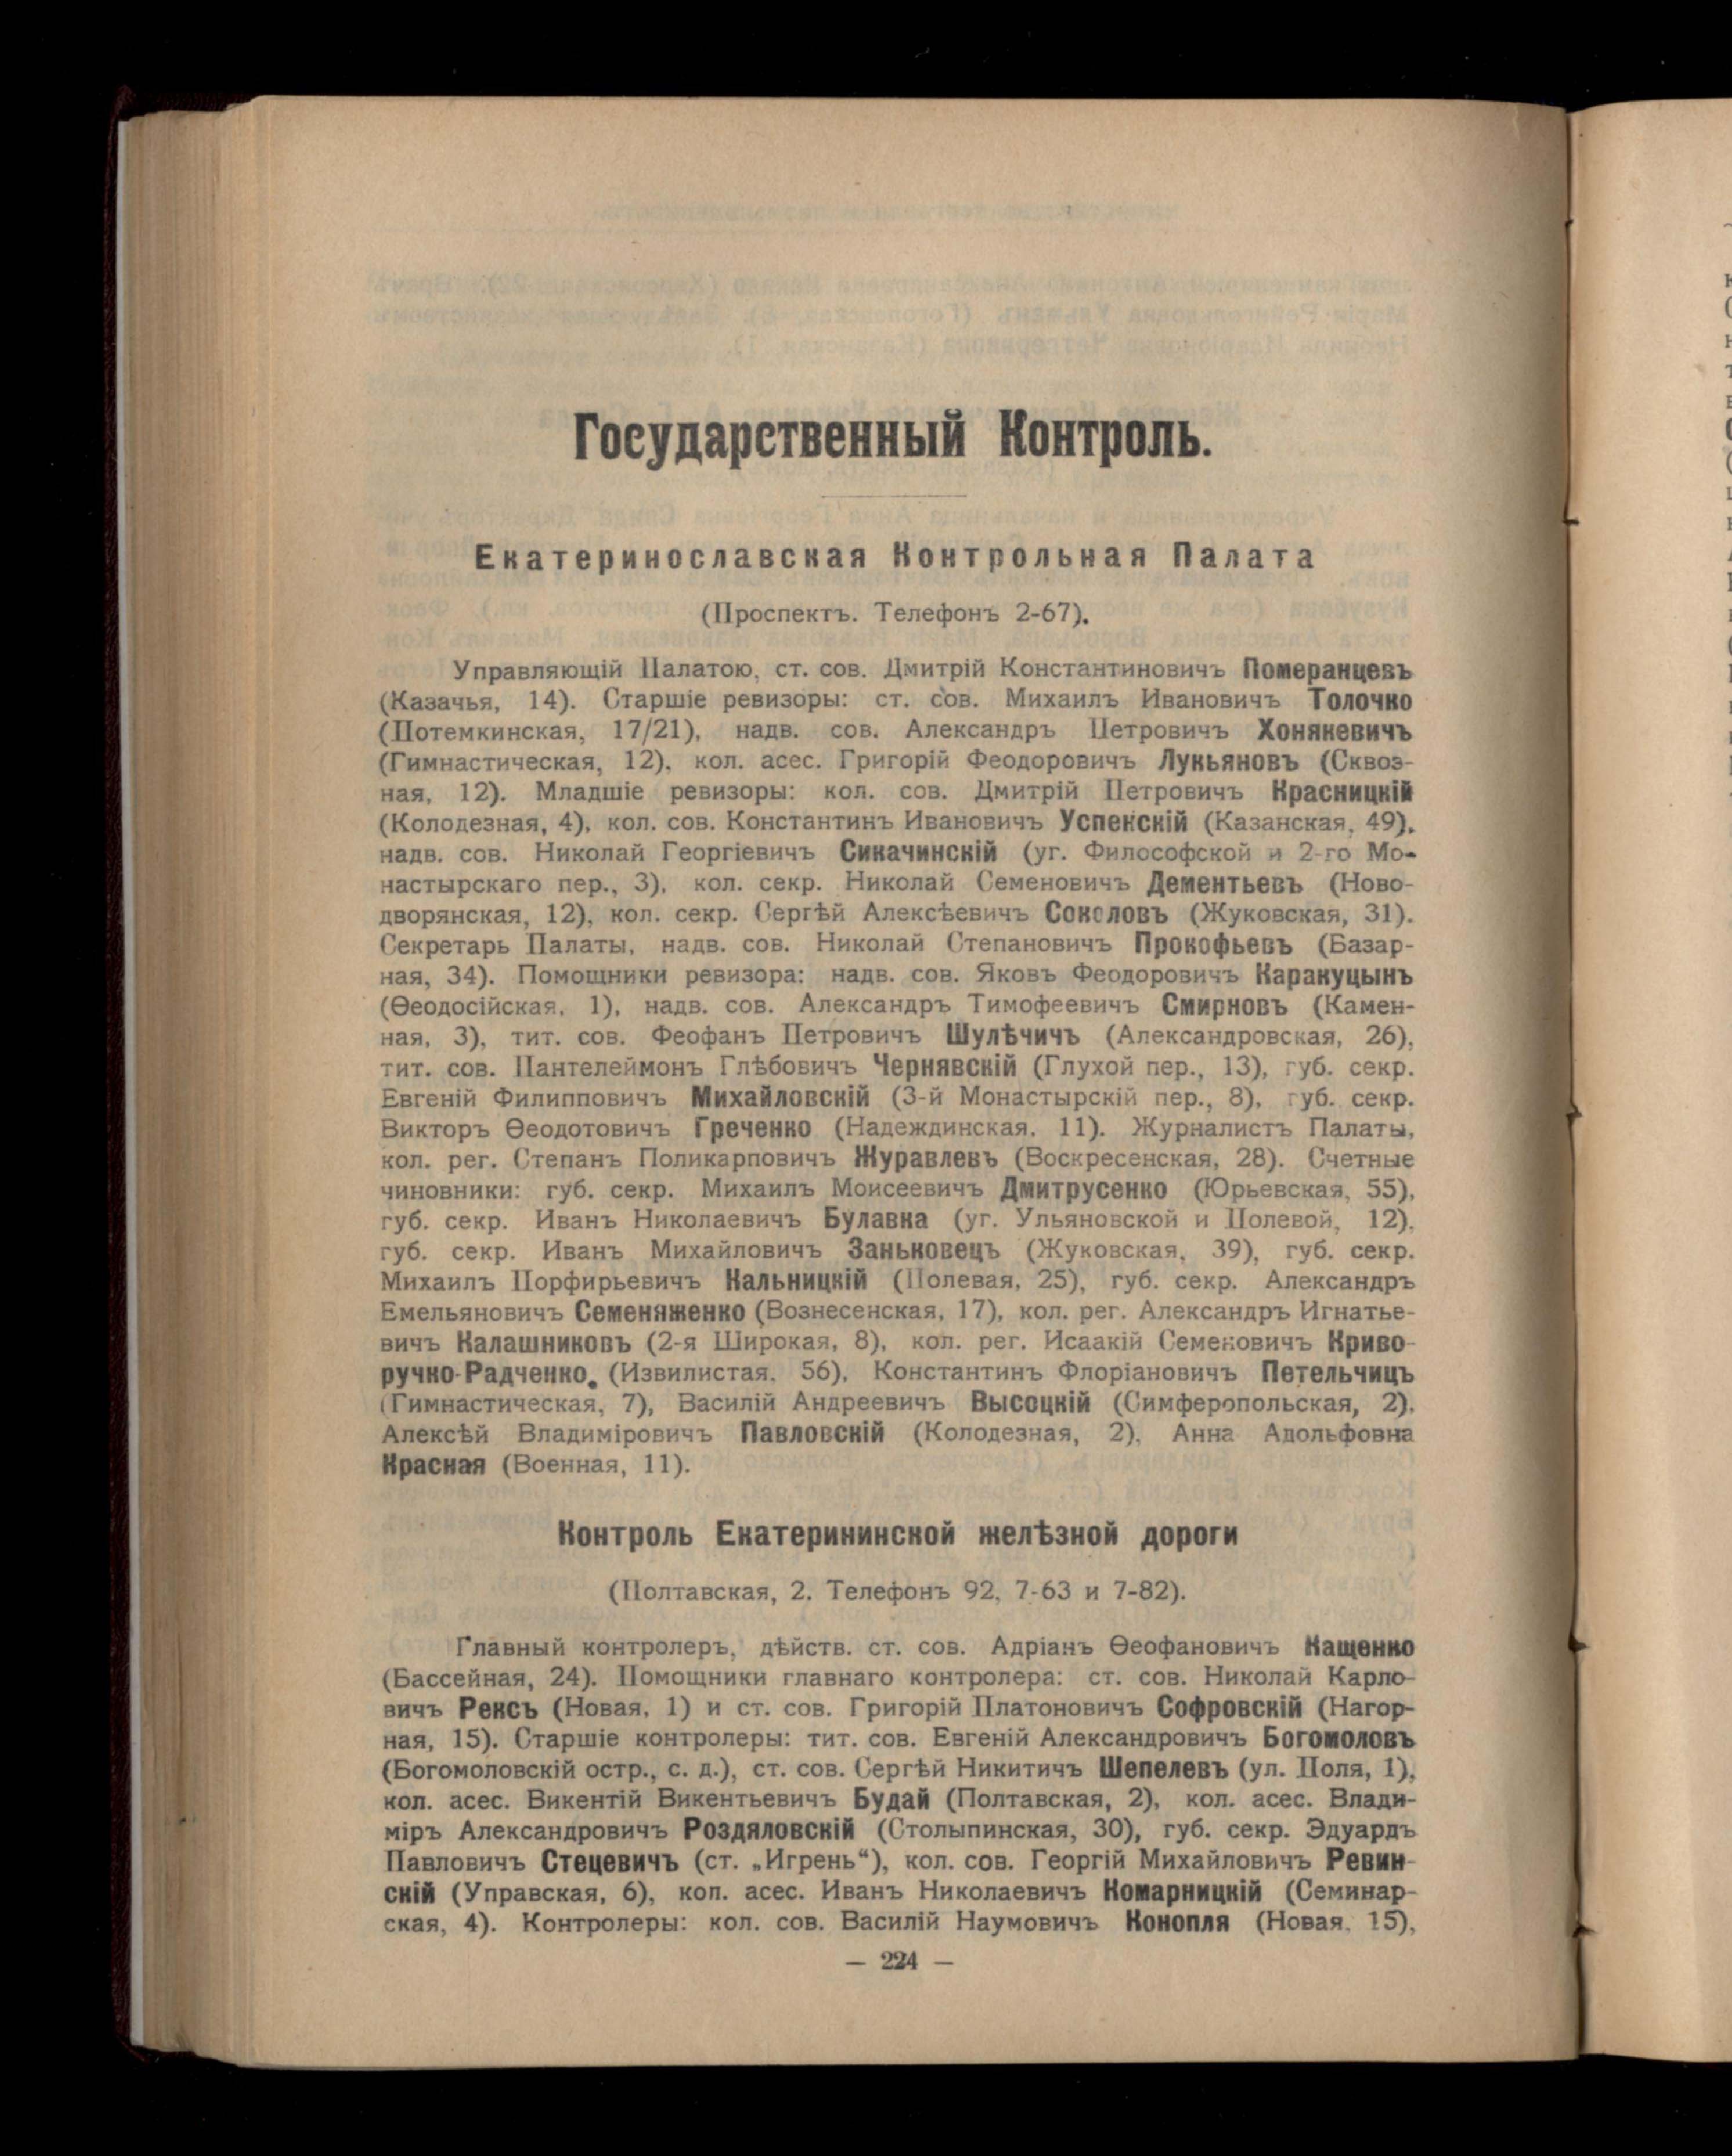 Государственный Контроль.
Екатеринославская Контрольная Палата
(Проспектъ. Телефонъ 2-67).
Управляющій Палатою, ст. сов. Дмитрій Константиновичъ Померанцевъ
(Казачья, 14). Старшіе ревизоры: ст. сов. Михаилъ Ивановичъ Толочко
(Потемкинская, 17/21), надв. сов. Александръ Петровичъ Хонякевичъ
(Гимнастическая, 12), кол. асес. Григорій Феодоровичъ Лукьяновъ (Сквоз-
ная, 12). Младшіе ревизоры: кол. сов. Дмитрій Петровичъ Красницкій
(Колодезная, 4), кол. сов. Константинъ Ивановичъ Успенскій (Казанская, 49),
надв. сов. Николай Георгіевичъ Сикачинскій (уг. Философской и 2-го Мо-
настырскаго пер., 3), кол. секр. Николай Семеновичъ Дементьевъ (Ново-
дворянская, 12), кол. секр. Сергѣй Алексѣевичъ Соколовъ (Жуковская, 31).
Секретарь Палаты, надв. сов. Николай Степановичъ Прокофьевъ (Базар-
ная, 34). Помощники ревизора: надв. сов. Яковъ Феодоровичъ Каракуцынъ
(Ѳеодосійская, 1), надв. сов. Александръ Тимофеевичъ Смирновъ (Камен-
ная, 3), тит. сов. Феофанъ Петровичъ Шулѣчичъ (Александровская, 26),
тит. сов. Пантелеймонъ Глѣбовичъ Чернявскій (Глухой пер., 13), губ. секр.
Евгеній Филипповичъ Михайловскій (3-й Монастырскій пер., 8), губ. секр.
Викторъ Ѳеодотовичъ Греченко (Надеждинская, 11). Журналистъ Палаты,
кол. рег. Степанъ Поликарповичъ Журавлевъ (Воскресенская, 28). Счетные
чиновники: губ. секр. Михаилъ Моисеевичъ Дмитрусенко (Юрьевская, 55),
губ. секр. Иванъ Николаевичъ Булавка (уг. Ульяновской и Полевой, 12),
губ. секр. Иванъ Михайловичъ Заньковецъ (Жуковская, 39), губ. секр.
Михаилъ Порфирьевичъ Кальницкій (Полевая, 25), губ. секр. Александръ
Емельяновичъ Семеняженко (Вознесенская, 17), кол. рег. Александръ Игнатье-
вичъ Калашниковъ (2-я Широкая, 8), кол. рег. Исаакій Семеновичъ Криво-
ручко-Радченко. (Извилистая, 56), Константинъ Флоріановичъ Петельчицъ
(Гимнастическая, 7), Василій Андреевичъ Высоцкій (Симферопольская, 2),
Алексѣй Владиміровичъ Павловскій (Колодезная, 2), Анна Адольфовна
Красная (Военная, 11).
Контроль Екатерининской желѣзной дороги
(Полтавская, 2. Телефонъ 92, 7-63 и 7-82).
Главный контролеръ, дѣйств. ст. сов. Адріанъ Ѳеофановичъ Кащенко
(Бассейная, 24). Помощники главнаго контролера: ст. сов. Николай Карло-
вичъ Рексъ (Новая, 1) и ст. сов. Григорій Платоновичъ Софровскій (Нагор-
ная, 15). Старшіе контролеры: тит. сов. Евгеній Александровичъ Богомоловъ
(Богомоловскій остр., с. д.), ст. сов. Сергѣй Никитичъ Шепелевъ (ул. Поля, 1),
кол. асес. Викентій Викентьевичъ Будай (Полтавская, 2), кол. асес. Влади-
міръ Александровичъ Роздяловскій (Столыпинская, 30), губ. секр. Эдуардъ
Павловичъ Стецевичъ (ст. „Игрень“), кол. сов. Георгій Михайловичъ Ревин-
скій (Управская, 6), кол. асес. Иванъ Николаевичъ Комарницкій (Семинар-
ская, 4). Контролеры: кол. сов. Василій Наумовичъ Конопля (Новая, 15),
— 224 —